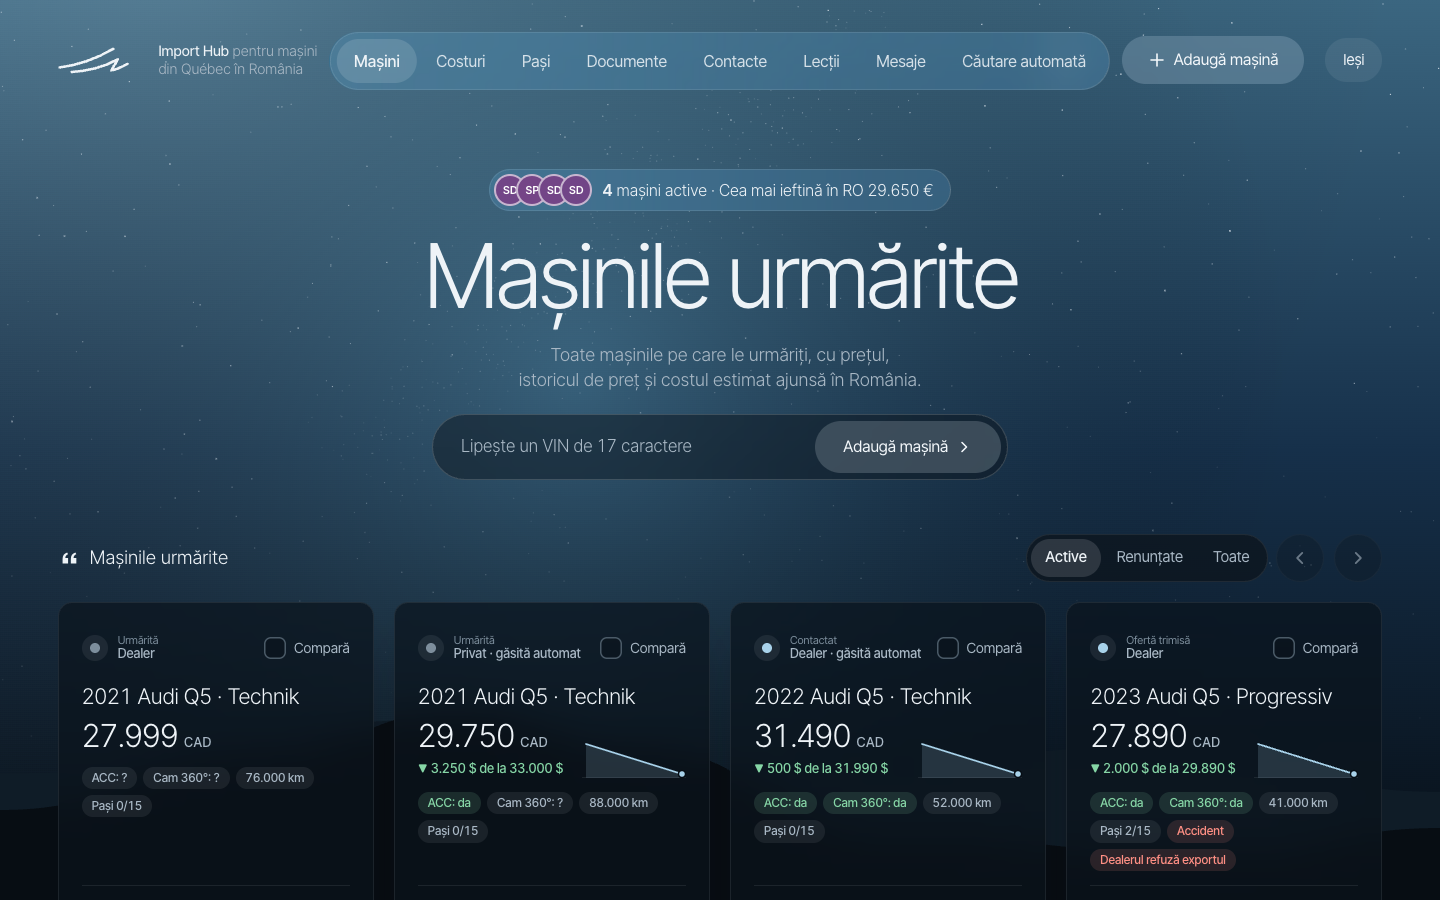 Import Hub pentru mașini
din Québec în România
Mașini
Costuri
Pași
Documente
Contacte
Lecții
Mesaje
Căutare automată
Adaugă mașină
Ieși
SD
SP
SD
SD
4 mașini active · Cea mai ieftină în RO 29.650 €
Mașinile urmărite
Toate mașinile pe care le urmăriți, cu prețul,
istoricul de preț și costul estimat ajunsă în România.
Lipește un VIN de 17 caractere
Adaugă mașină
Mașinile urmărite
Active
Renunțate
Toate
Urmărită
Dealer
Compară
2021 Audi Q5 · Technik
27.999 CAD
ACC: ?
Cam 360°: ?
76.000 km
Pași 0/15
Urmărită
Privat · găsită automat
Compară
2021 Audi Q5 · Technik
29.750 CAD
▼ 3.250 $ de la 33.000 $
ACC: da
Cam 360°: ?
88.000 km
Pași 0/15
Contactat
Dealer · găsită automat
Compară
2022 Audi Q5 · Technik
31.490 CAD
▼ 500 $ de la 31.990 $
ACC: da
Cam 360°: da
52.000 km
Pași 0/15
Ofertă trimisă
Dealer
Compară
2023 Audi Q5 · Progressiv
27.890 CAD
▼ 2.000 $ de la 29.890 $
ACC: da
Cam 360°: da
41.000 km
Pași 2/15
Accident
Dealerul refuză exportul